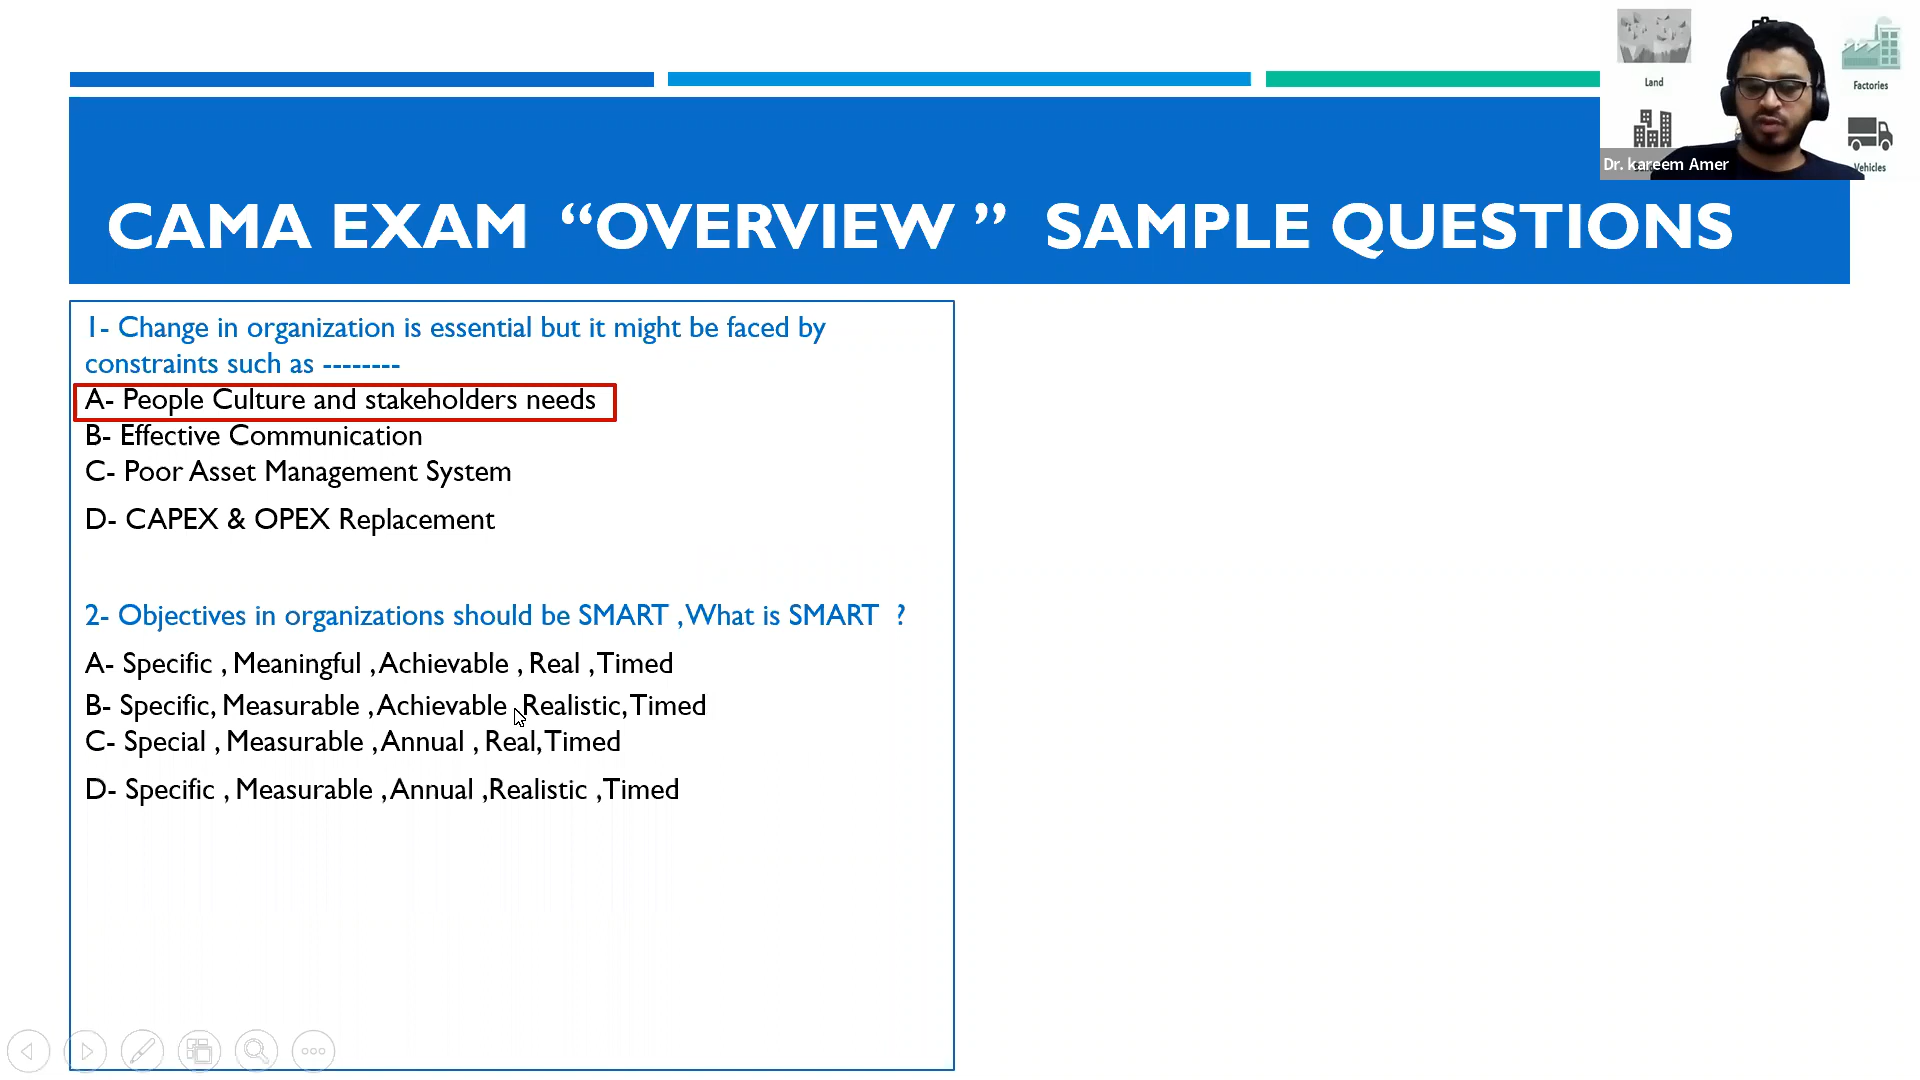 Land
Factories
Vehicles
Dr. kareem Amer
CAMA EXAM “OVERVIEW ” SAMPLE QUESTIONS
1- Change in organization is essential but it might be faced by
constraints such as --------
A- People Culture and stakeholders needs
B- Effective Communication
C- Poor Asset Management System
D- CAPEX & OPEX Replacement
2- Objectives in organizations should be SMART ,What is SMART ?
A- Specific , Meaningful ,Achievable , Real ,Timed
B- Specific, Measurable ,Achievable ,Realistic,Timed
C- Special , Measurable ,Annual , Real,Timed
D- Specific , Measurable ,Annual ,Realistic ,Timed